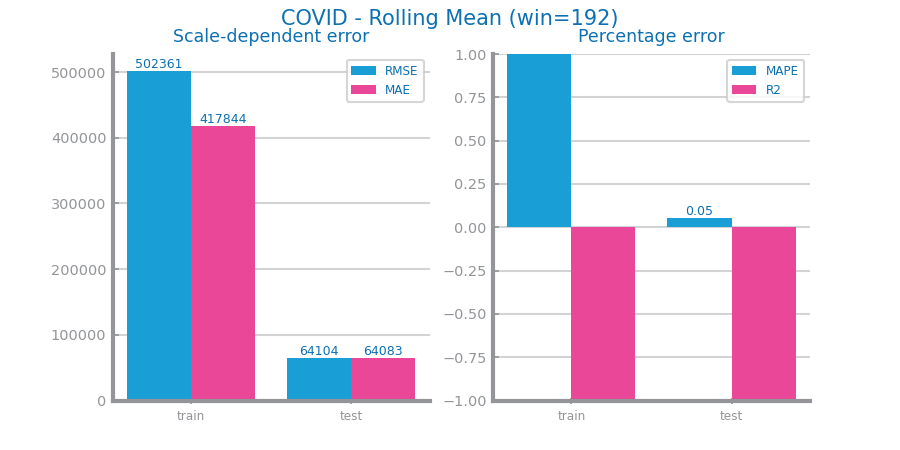 COVID - Rolling Mean (win=192)
Scale-dependent error
500000
400000
300000
200000
100000
0
502361
417844
64104
64083
RMSE
MAE
train
test
Percentage error
1.00
0.75
0.50
0.25
0.00
−0.25
−0.50
−0.75
−1.00
0.05
MAPE
R2
train
test